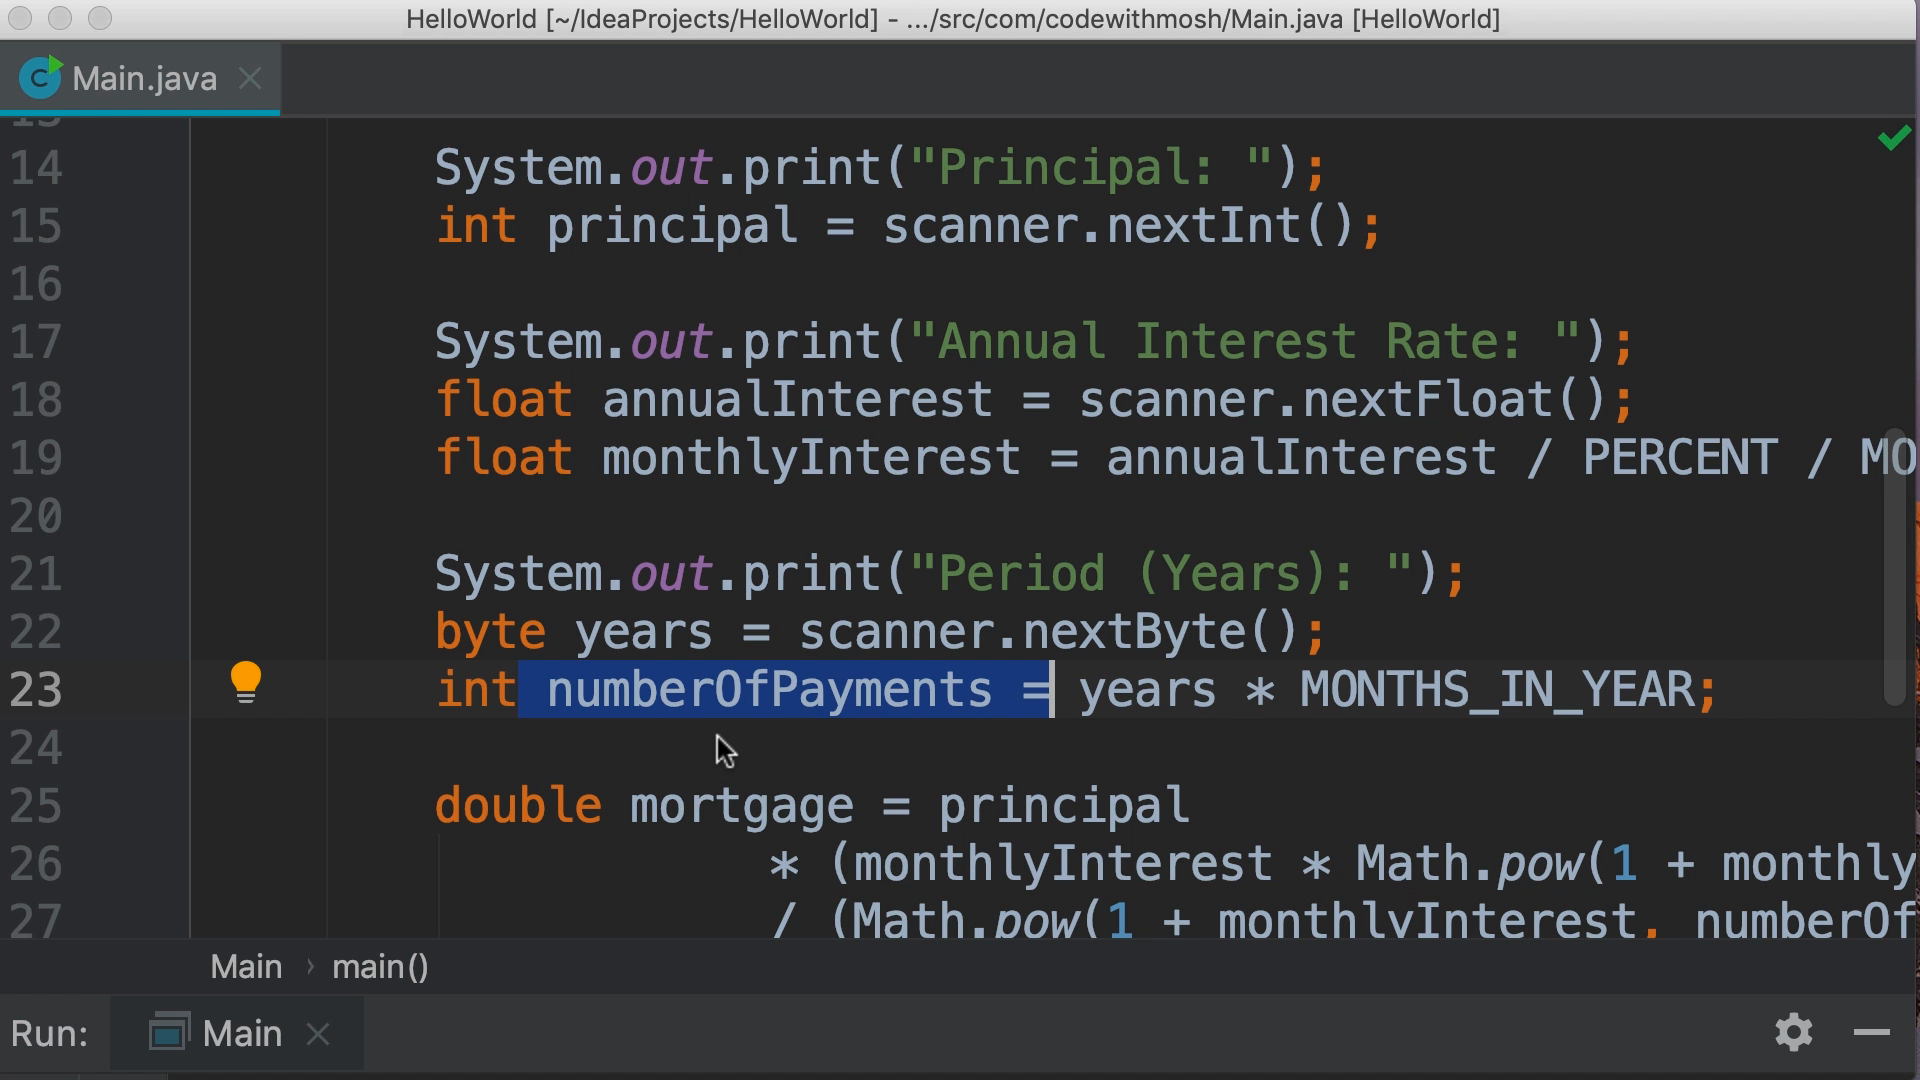 HelloWorld [~/IdeaProjects/HelloWorld] - .../src/com/codewithmosh/Main.java [HelloWorld]
Main.java
14 System.out.print("Principal: ");
15 int principal = scanner.nextInt();
16
17 System.out.print("Annual Interest Rate: ");
18 float annualInterest = scanner.nextFloat();
19 float monthlyInterest = annualInterest / PERCENT / MO
20
21 System.out.print("Period (Years): ");
22 byte years = scanner.nextByte();
23 int numberOfPayments = years * MONTHS_IN_YEAR;
24
25 double mortgage = principal
26 * (monthlyInterest * Math.pow(1 + monthly
27 / (Math.pow(1 + monthlyInterest, numberOf
Main › main()
Run: Main